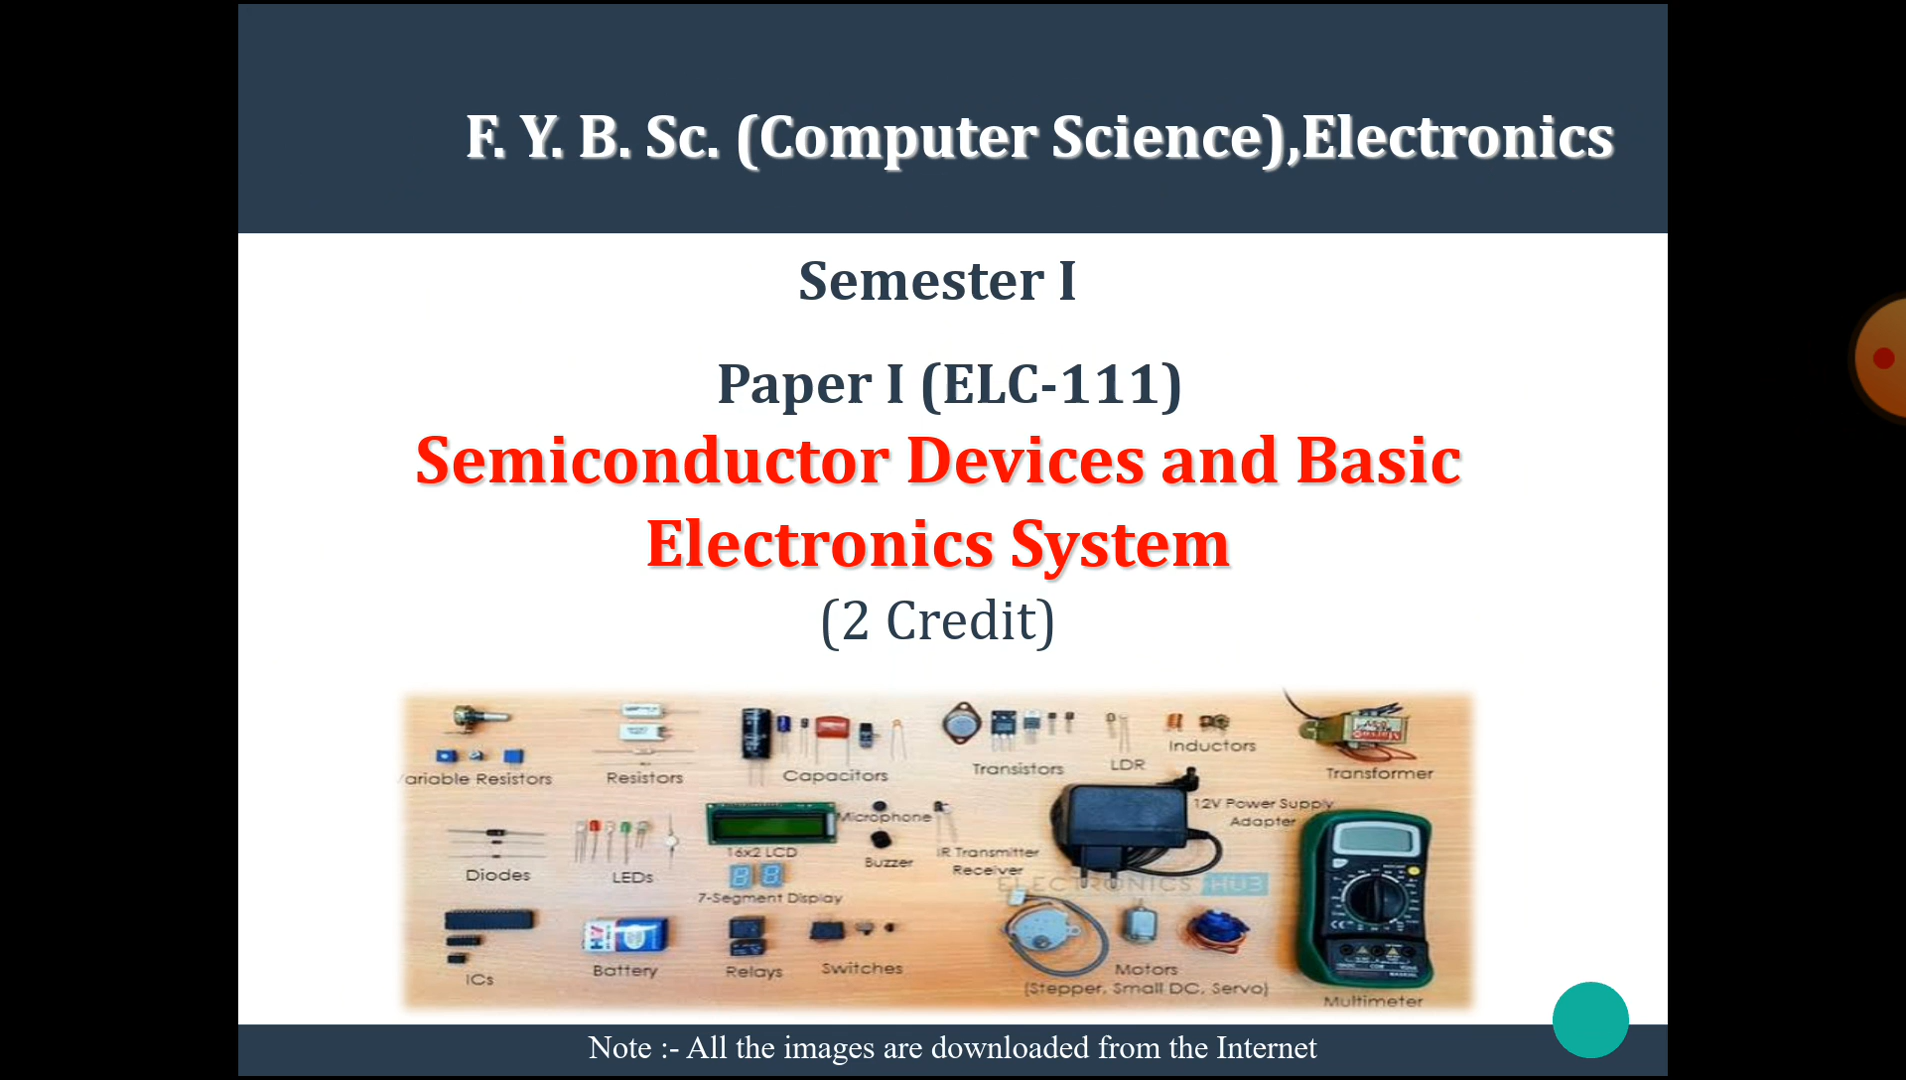 F. Y. B. Sc. (Computer Science),Electronics
Semester I
Paper I (ELC-111)
Semiconductor Devices and Basic
Electronics System
(2 Credit)
Variable Resistors
Resistors
Capacitors
Transistors
LDR
Inductors
Transformer
Diodes
LEDs
16x2 LCD
7-Segment Display
Microphone
Buzzer
IR Transmitter
Receiver
12V Power Supply
Adapter
ELECTRONICS HUB
ICs
Battery
Relays
Switches
Motors
(Stepper, Small DC, Servo)
Multimeter
Note :- All the images are downloaded from the Internet